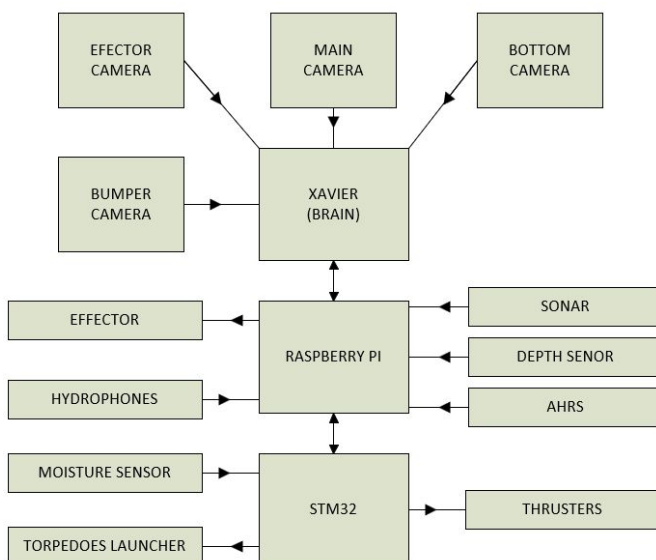 EFECTOR
CAMERA
MAIN
CAMERA
BOTTOM
CAMERA
BUMPER
CAMERA
XAVIER
(BRAIN)
EFFECTOR
RASPBERRY PI
SONAR
DEPTH SENOR
HYDROPHONES
AHRS
MOISTURE SENSOR
STM32
THRUSTERS
TORPEDOES LAUNCHER